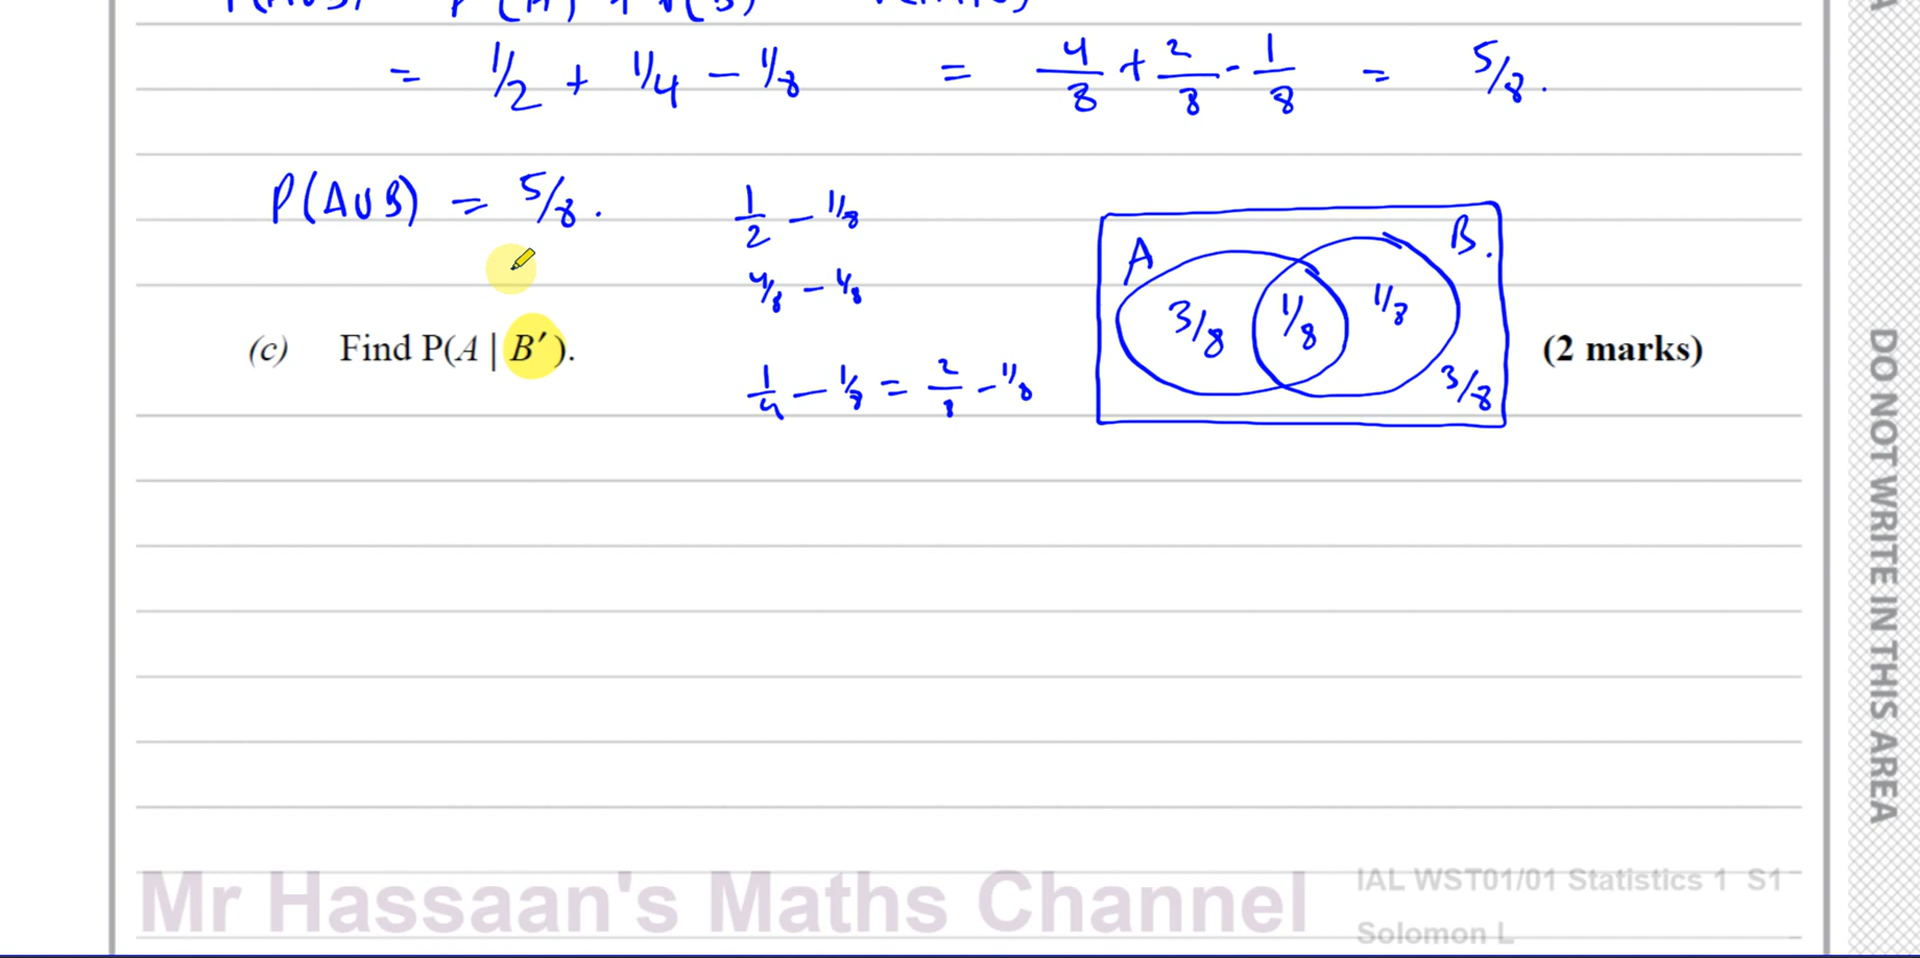 = 1/2 + 1/4 - 1/8 = 4/8 + 2/8 - 1/8 = 5/8.
P(A∪B) = 5/8.
1/2 - 1/8
4/8 - 1/8
A
B.
3/8
1/8
1/8
3/8
(c) Find P(A | B′).
(2 marks)
1/4 - 1/8 = 2/8 - 1/8
DO NOT WRITE IN THIS AREA
Mr Hassaan's Maths Channel
IAL WST01/01 Statistics 1 S1
Solomon L